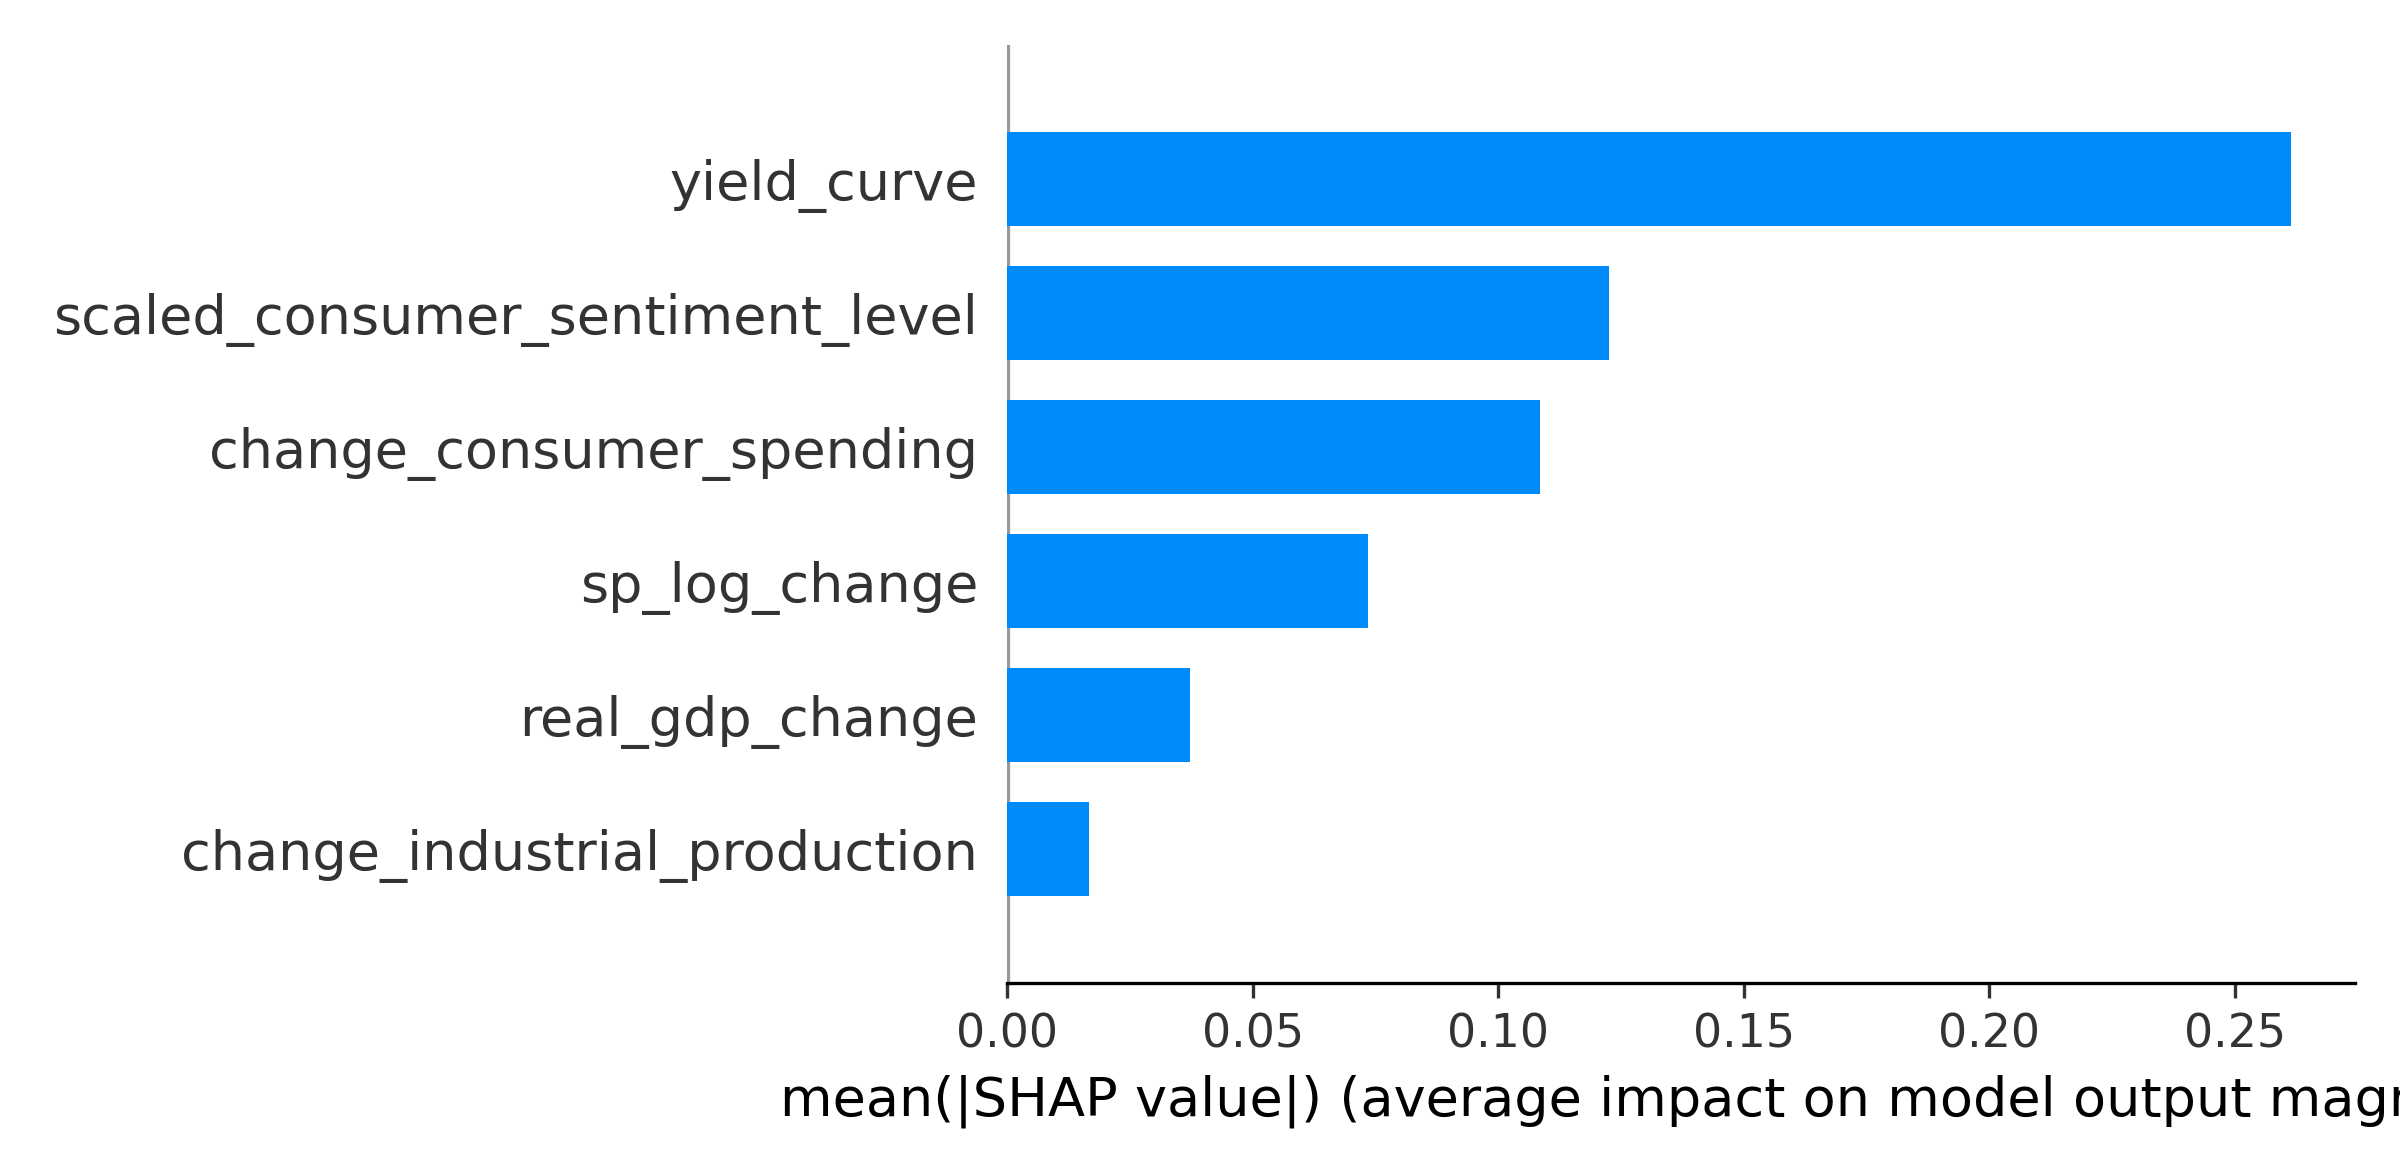 yield_curve
scaled_consumer_sentiment_level
change_consumer_spending
sp_log_change
real_gdp_change
change_industrial_production
0.00 0.05 0.10 0.15 0.20 0.25
mean(|SHAP value|) (average impact on model output